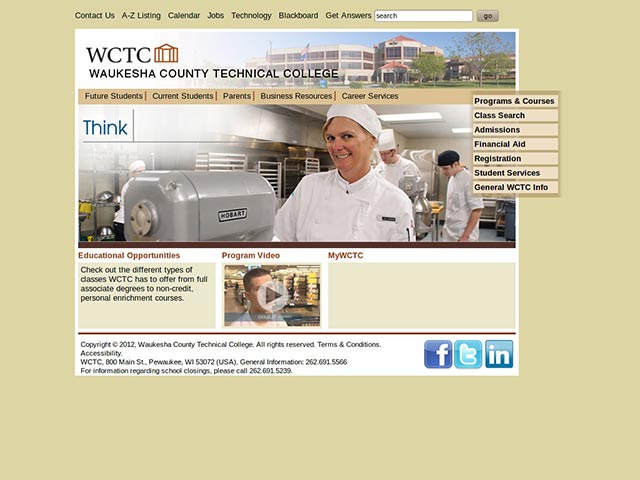 Contact Us A-Z Listing Calendar Jobs Technology Blackboard Get Answers search go
WCTC
WAUKESHA COUNTY TECHNICAL COLLEGE
Future Students Current Students Parents Business Resources Career Services
Programs & Courses
Class Search
Admissions
Financial Aid
Registration
Student Services
General WCTC Info
Think
HOBART
Educational Opportunities
Check out the different types of
classes WCTC has to offer from full
associate degrees to non-credit,
personal enrichment courses.
Program Video
MyWCTC
Copyright © 2012, Waukesha County Technical College. All rights reserved. Terms & Conditions.
Accessibility.
WCTC, 800 Main St., Pewaukee, WI 53072 (USA), General Information: 262.691.5566
For information regarding school closings, please call 262.691.5239.
f t in